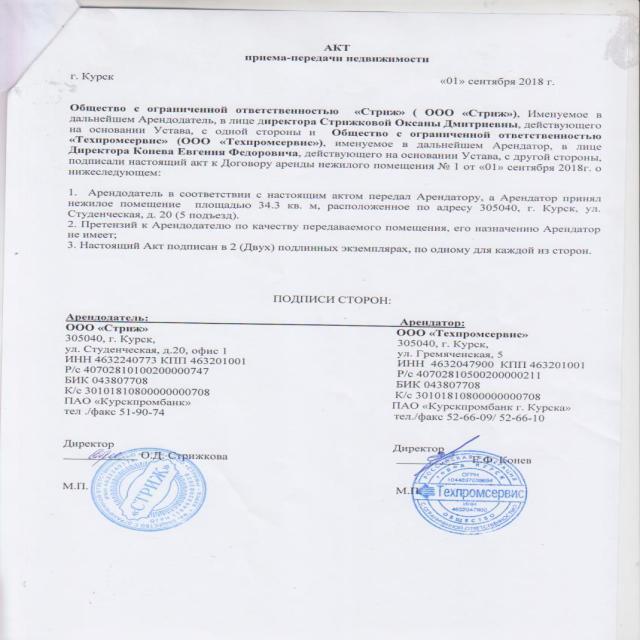 АКТ
приема-передачи недвижимости
г. Курск «01» сентября 2018 г.
Общество с ограниченной ответственностью «Стриж» ( ООО «Стриж»), Именуемое в
дальнейшем Арендодатель, в лице директора Стрижковой Оксаны Дмитриевны, действующего
на основании Устава, с одной стороны и Общество с ограниченной ответственностью
«Техпромсервис» (ООО «Техпромсервис»), именуемое в дальнейшем Арендатор, в лице
Директора Конева Евгения Федоровича, действующего на основании Устава, с другой стороны,
подписали настоящий акт к Договору аренды нежилого помещения № 1 от «01» сентября 2018г. о
нижеследующем:
1. Арендодатель в соответствии с настоящим актом передал Арендатору, а Арендатор принял
нежилое помещение площадью 34.3 кв. м, расположенное по адресу 305040, г. Курск, ул.
Студенческая, д. 20 (5 подъезд).
2. Претензий к Арендодателю по качеству передаваемого помещения, его назначению Арендатор
не имеет;
3. Настоящий Акт подписан в 2 (Двух) подлинных экземплярах, по одному для каждой из сторон.
ПОДПИСИ СТОРОН:
Арендодатель:
ООО «Стриж»
305040, г. Курск,
ул. Студенческая, д.20, офис 1
ИНН 4632240773 КПП 463201001
Р/с 40702810100200000747
БИК 043807708
К/с 30101810800000000708
ПАО «Курскпромбанк»
тел ./факс 51-90-74
Директор
О.Д. Стрижкова
М.П.
«СТРИЖ»
Арендатор:
ООО «Техпромсервис»
305040, г. Курск,
ул. Гремяченская, 5
ИНН 4632047900 КПП 463201001
Р/с 40702810500200000211
БИК 043807708
К/с 30101810800000000708
ПАО «Курскпромбанк г. Курска»
тел./факс 52-66-09/ 52-66-10
Директор
Е.Ф. Конев
М.П.
ОГРН
Техпромсервис
ИНН
4632047900
ОБЩЕСТВО